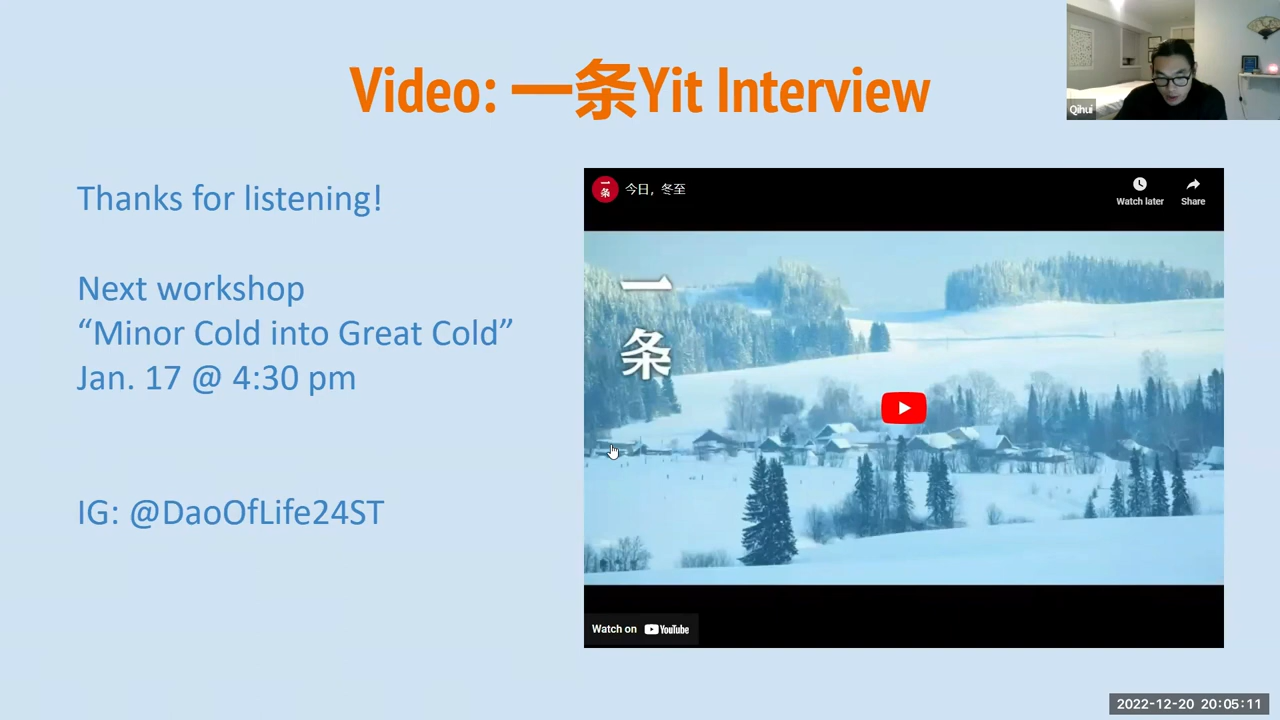 Video: 一条Yit Interview
Qihui
Thanks for listening!
Next workshop
“Minor Cold into Great Cold”
Jan. 17 @ 4:30 pm
IG: @DaoOfLife24ST
一条
今日，冬至
Watch later
Share
一
条
Watch on YouTube
2022-12-20 20:05:11